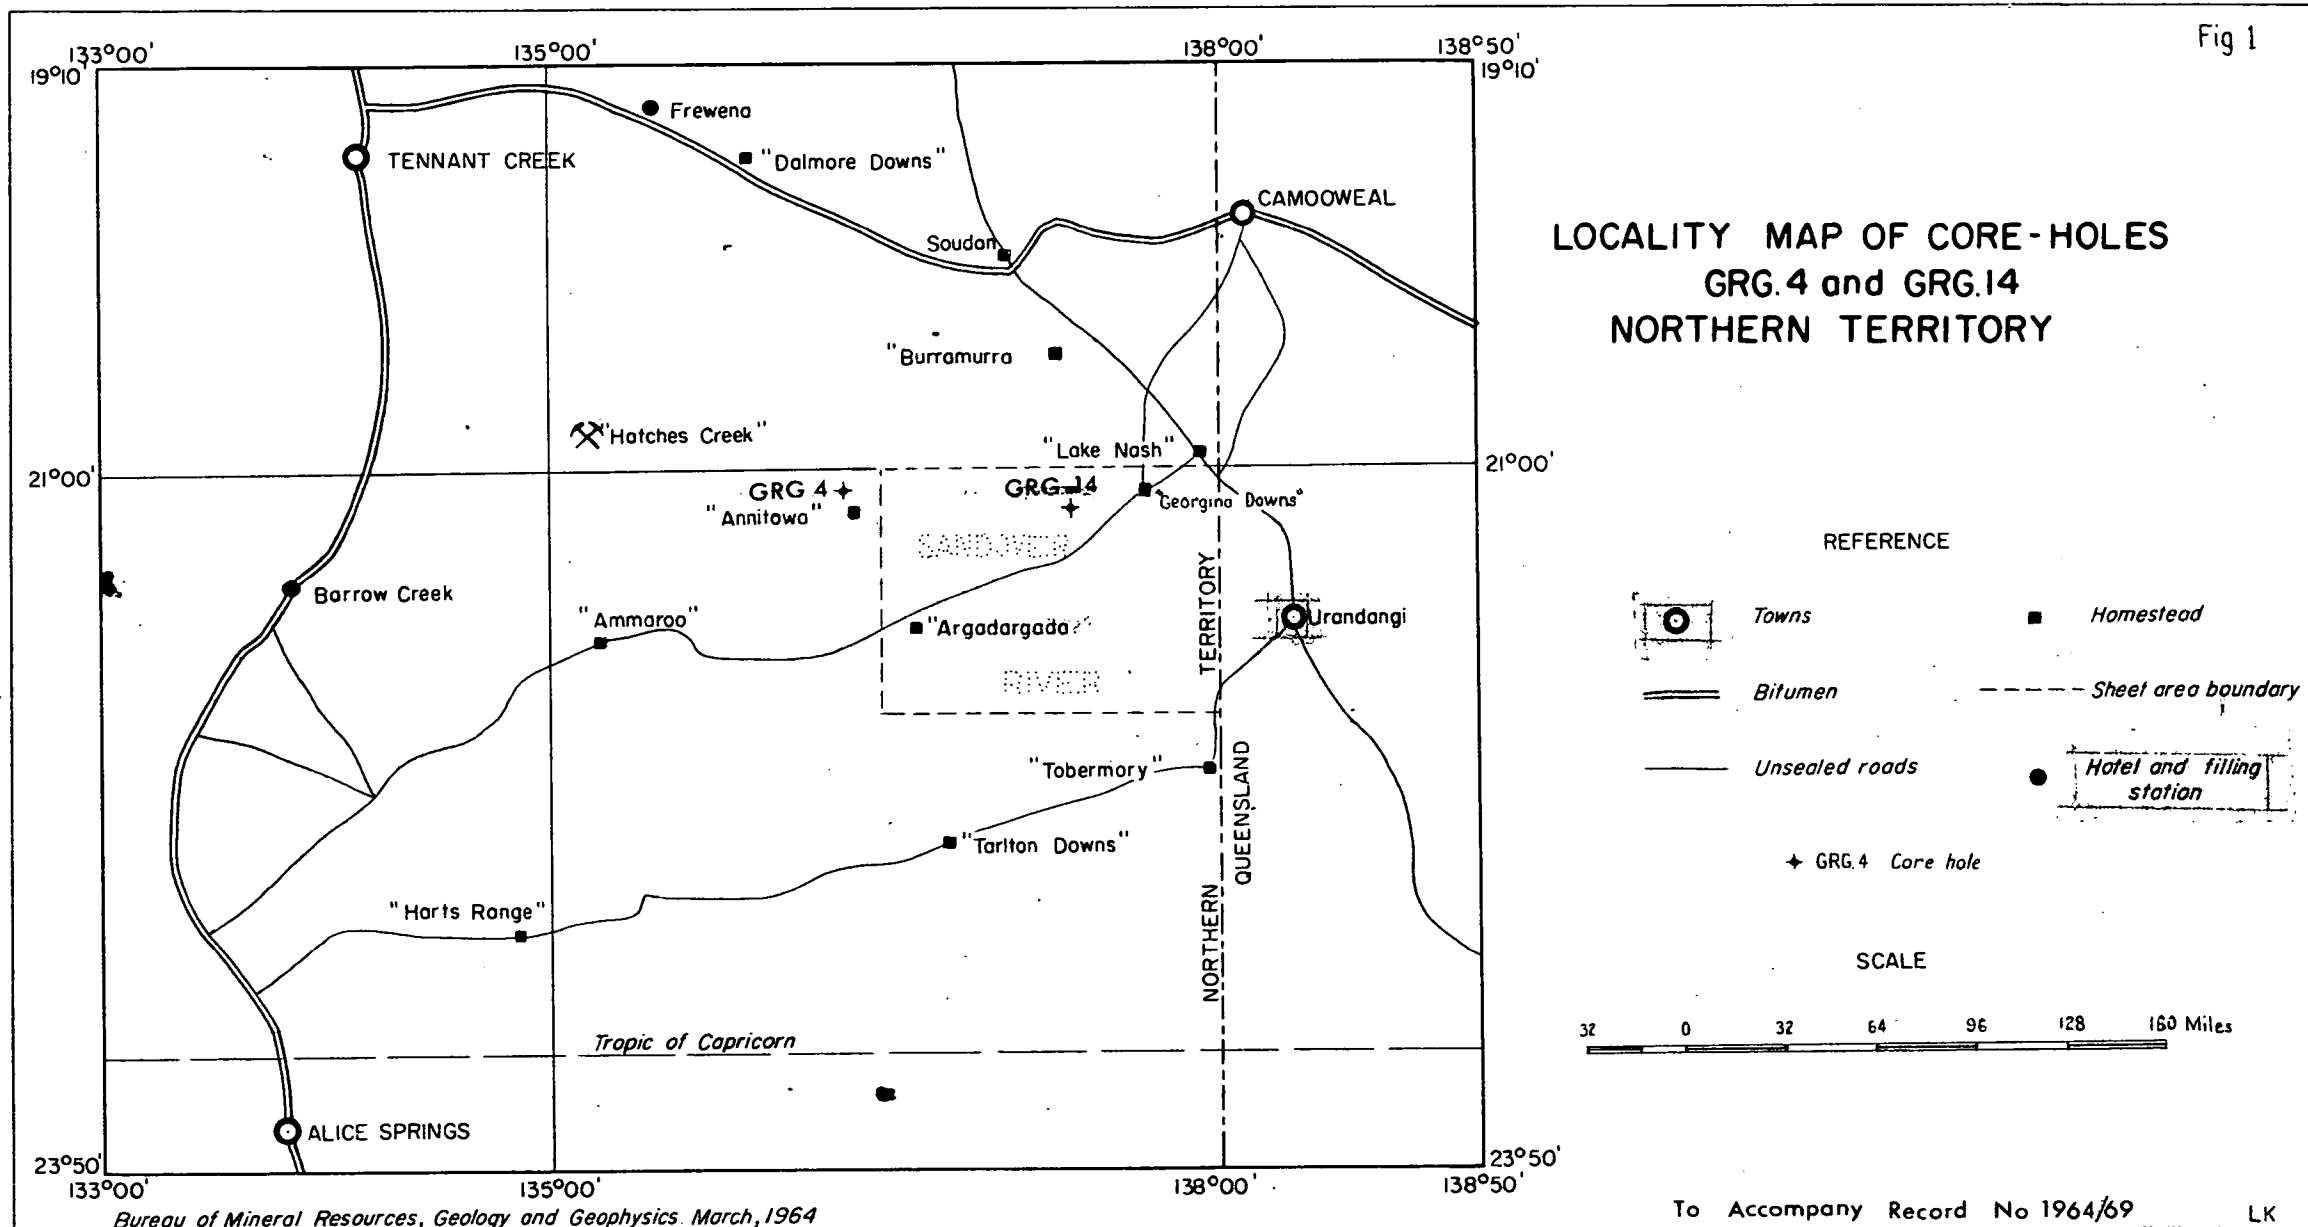 Fig 1
133°00'
135°00'
138°00'
138°50'
19°10'
19°10'
Frewena
TENNANT CREEK
"Dalmore Downs"
CAMOOWEAL
Soudan
LOCALITY MAP OF CORE-HOLES
GRG.4 and GRG.14
NORTHERN TERRITORY
"Burramurra
"Hatches Creek"
"Lake Nash"
21°00'
21°00'
GRG 4
GRG 14
"Annitowa"
"Georgina Downs"
SANDOVER
REFERENCE
Barrow Creek
"Ammaroo"
"Argadargada"
TERRITORY
Urandangi
Towns
Homestead
RIVER
Bitumen
Sheet area boundary
"Tobermory"
QUEENSLAND
Unsealed roads
Hotel and filling
station
"Tarlton Downs"
GRG.4 Core hole
"Harts Range"
NORTHERN
SCALE
32 0 32 64 96 128 160 Miles
Tropic of Capricorn
ALICE SPRINGS
23°50'
23°50'
133°00'
135°00'
138°00'
138°50'
Bureau of Mineral Resources, Geology and Geophysics. March, 1964
To Accompany Record No 1964/69
LK